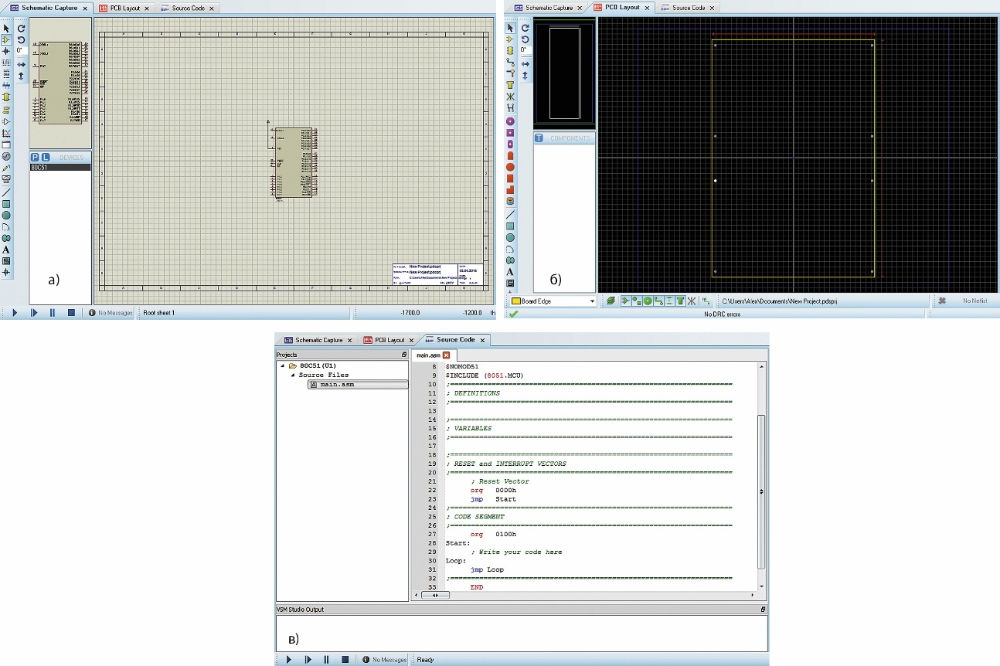 Schematic Capture PCB Layout Source Code
0°
P L DEVICES
80C51
New Project.pdsprj
New Project.pdsprj
03.04.2016
а)
No Messages Root sheet 1 -1700.0 -1200.0 th
Schematic Capture PCB Layout Source Code
0°
T COMPONENTS
б)
Board Edge C:\Users\Alex\Documents\New Project.pdsprj No Netlist
No DRC errors
Schematic Capture PCB Layout Source Code
Projects
80C51 (U1)
Source Files
main.asm
main.asm
8 $NOMOD51
9 $INCLUDE (8051.MCU)
10 ;====================================================================
11 ; DEFINITIONS
12 ;====================================================================
13
14 ;====================================================================
15 ; VARIABLES
16 ;====================================================================
17
18 ;====================================================================
19 ; RESET and INTERRUPT VECTORS
20 ;====================================================================
21 ; Reset Vector
22 org 0000h
23 jmp Start
24 ;====================================================================
25 ; CODE SEGMENT
26 ;====================================================================
27 org 0100h
28 Start:
29 ; Write your code here
30 Loop:
31 jmp Loop
32 ;====================================================================
33 END
VSM Studio Output
в)
No Messages Ready